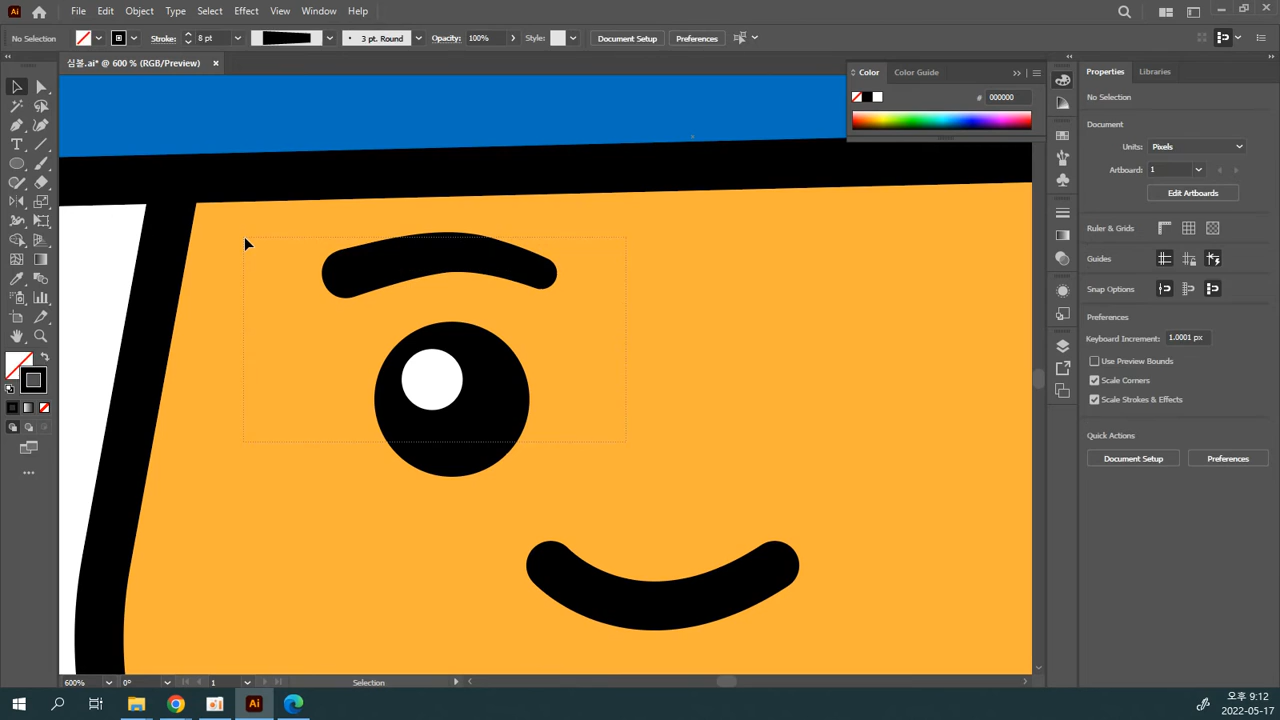 Ai File Edit Object Type Select Effect View Window Help
No Selection Stroke: 8 pt 3 pt. Round Opacity: 100% Style: Document Setup Preferences
심볼.ai* @ 600 % (RGB/Preview) ×
Color Color Guide
# 000000
Properties Libraries
No Selection
Document
Units: Pixels
Artboard: 1
Edit Artboards
Ruler & Grids
Guides
Snap Options
Preferences
Keyboard Increment: 1.0001 px
Use Preview Bounds
Scale Corners
Scale Strokes & Effects
Quick Actions
Document Setup Preferences
600% 0° 1 Selection
Ai
오후 9:12
2022-05-17